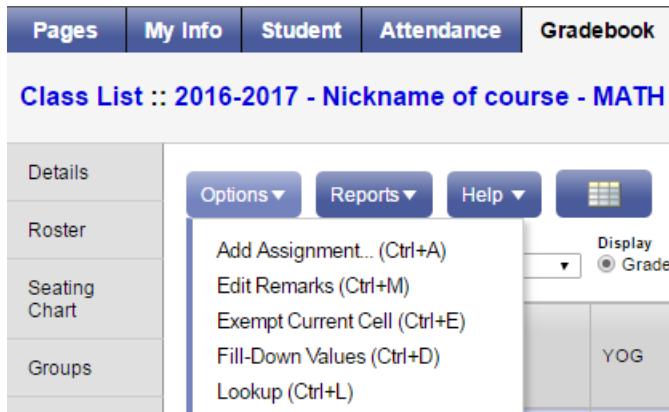 Pages My Info Student Attendance Gradebook
Class List :: 2016-2017 - Nickname of course - MATH
Details
Roster
Seating
Chart
Groups
Options Reports Help
Add Assignment... (Ctrl+A)
Edit Remarks (Ctrl+M)
Exempt Current Cell (Ctrl+E)
Fill-Down Values (Ctrl+D)
Lookup (Ctrl+L)
Display
Grade
YOG